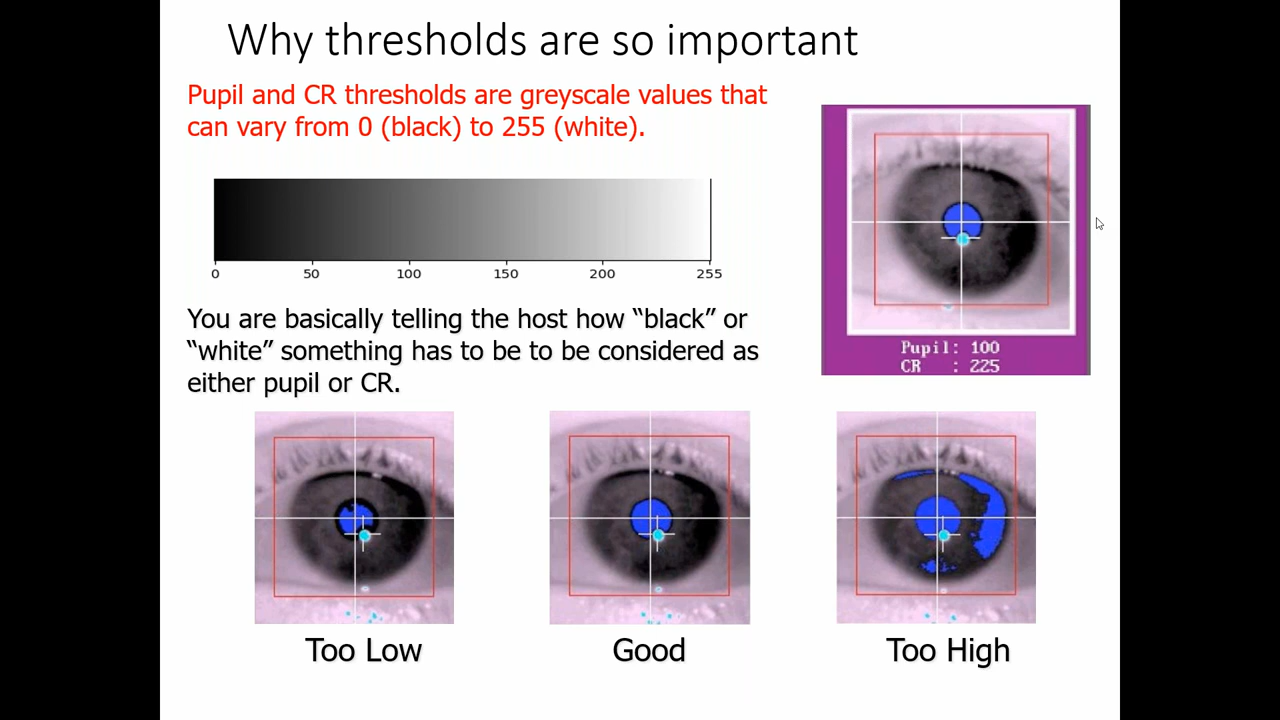 Why thresholds are so important
Pupil and CR thresholds are greyscale values that
can vary from 0 (black) to 255 (white).
0 50 100 150 200 255
You are basically telling the host how “black” or
“white” something has to be to be considered as
either pupil or CR.
Pupil: 100
CR : 225
Too Low
Good
Too High